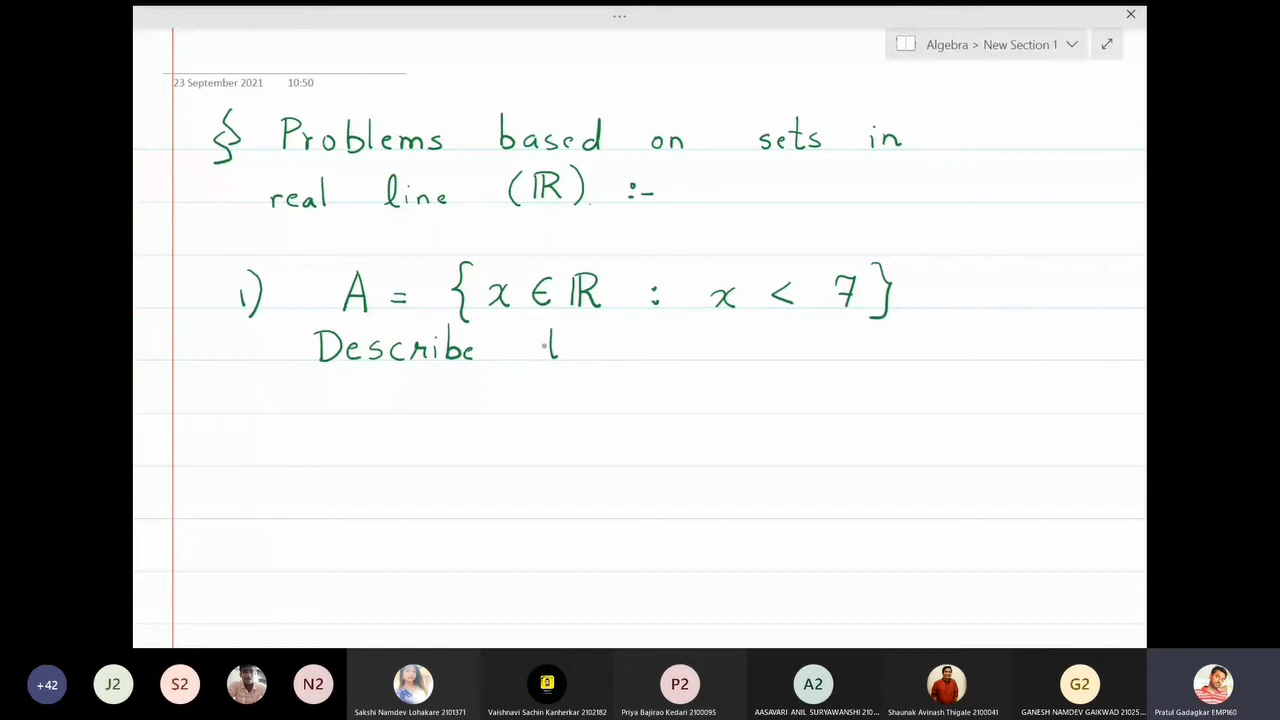 Algebra > New Section 1
23 September 2021 10:50
Problems based on sets in
real line (ℝ) :-
1) A = { x ∈ ℝ : x < 7 }
Describe
+42
J2
S2
N2
Sakshi Namdev Lohakare 2101371
Vaishnavi Sachin Kanherkar 2102182
P2
Priya Bajirao Kedari 2100095
A2
AASAVARI ANIL SURYAWANSHI 210...
Shaunak Avinash Thigale 2100041
G2
GANESH NAMDEV GAIKWAD 21025...
Pratul Gadagkar EMP160